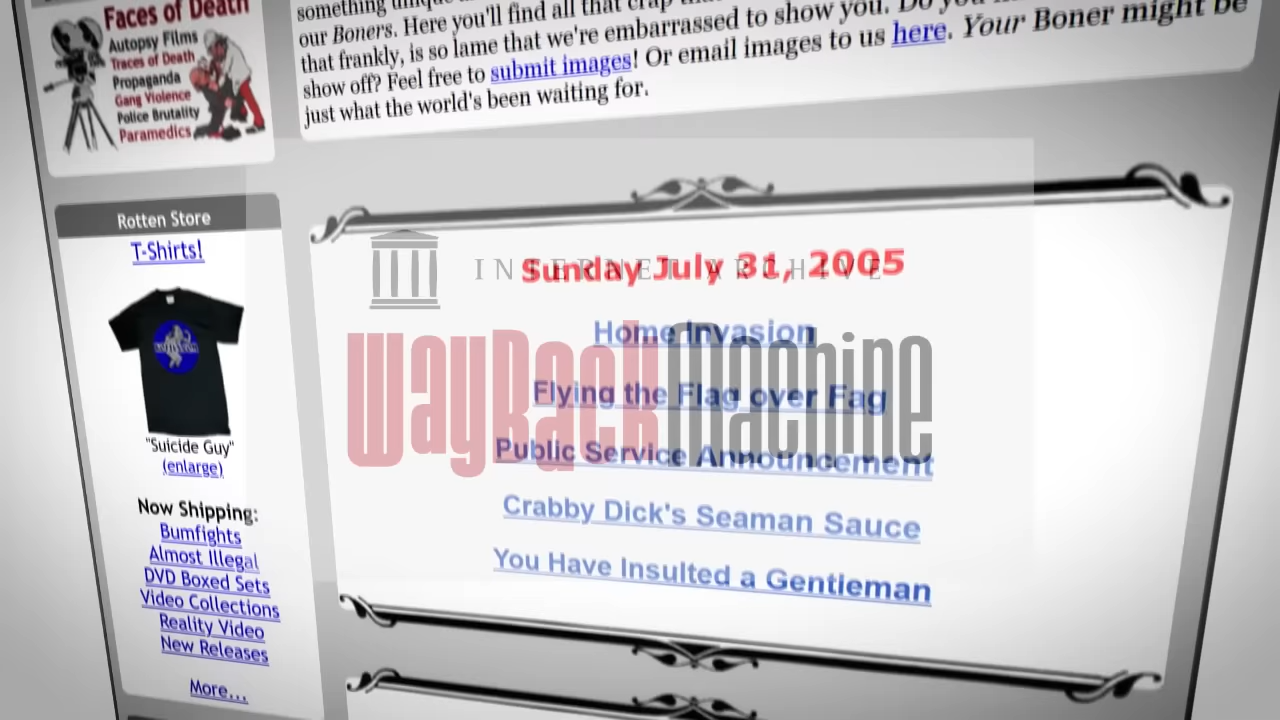 Faces of Death
Autopsy Films
Traces of Death
Propaganda
Gang Violence
Police Brutality
Paramedics
something unique
our Boners. Here you'll find all that crap
that frankly, is so lame that we're embarrassed to show you. Do you
show off? Feel free to submit images! Or email images to us here. Your Boner might be
just what the world's been waiting for.
Rotten Store
T-Shirts!
"Suicide Guy"
(enlarge)
Now Shipping:
Bumfights
Almost Illegal
DVD Boxed Sets
Video Collections
Reality Video
New Releases
More...
Sunday July 31, 2005
Home Invasion
Flying the Flag over Fag
Public Service Announcement
Crabby Dick's Seaman Sauce
You Have Insulted a Gentleman
INTERNET ARCHIVE
WayBackMachine